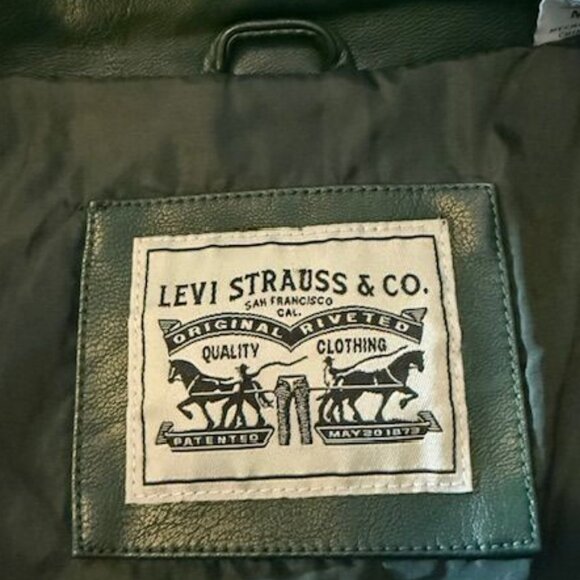 M
LEVI STRAUSS & CO.
SAN FRANCISCO
CAL.
ORIGINAL RIVETED
QUALITY CLOTHING
PATENTED MAY 20 1873